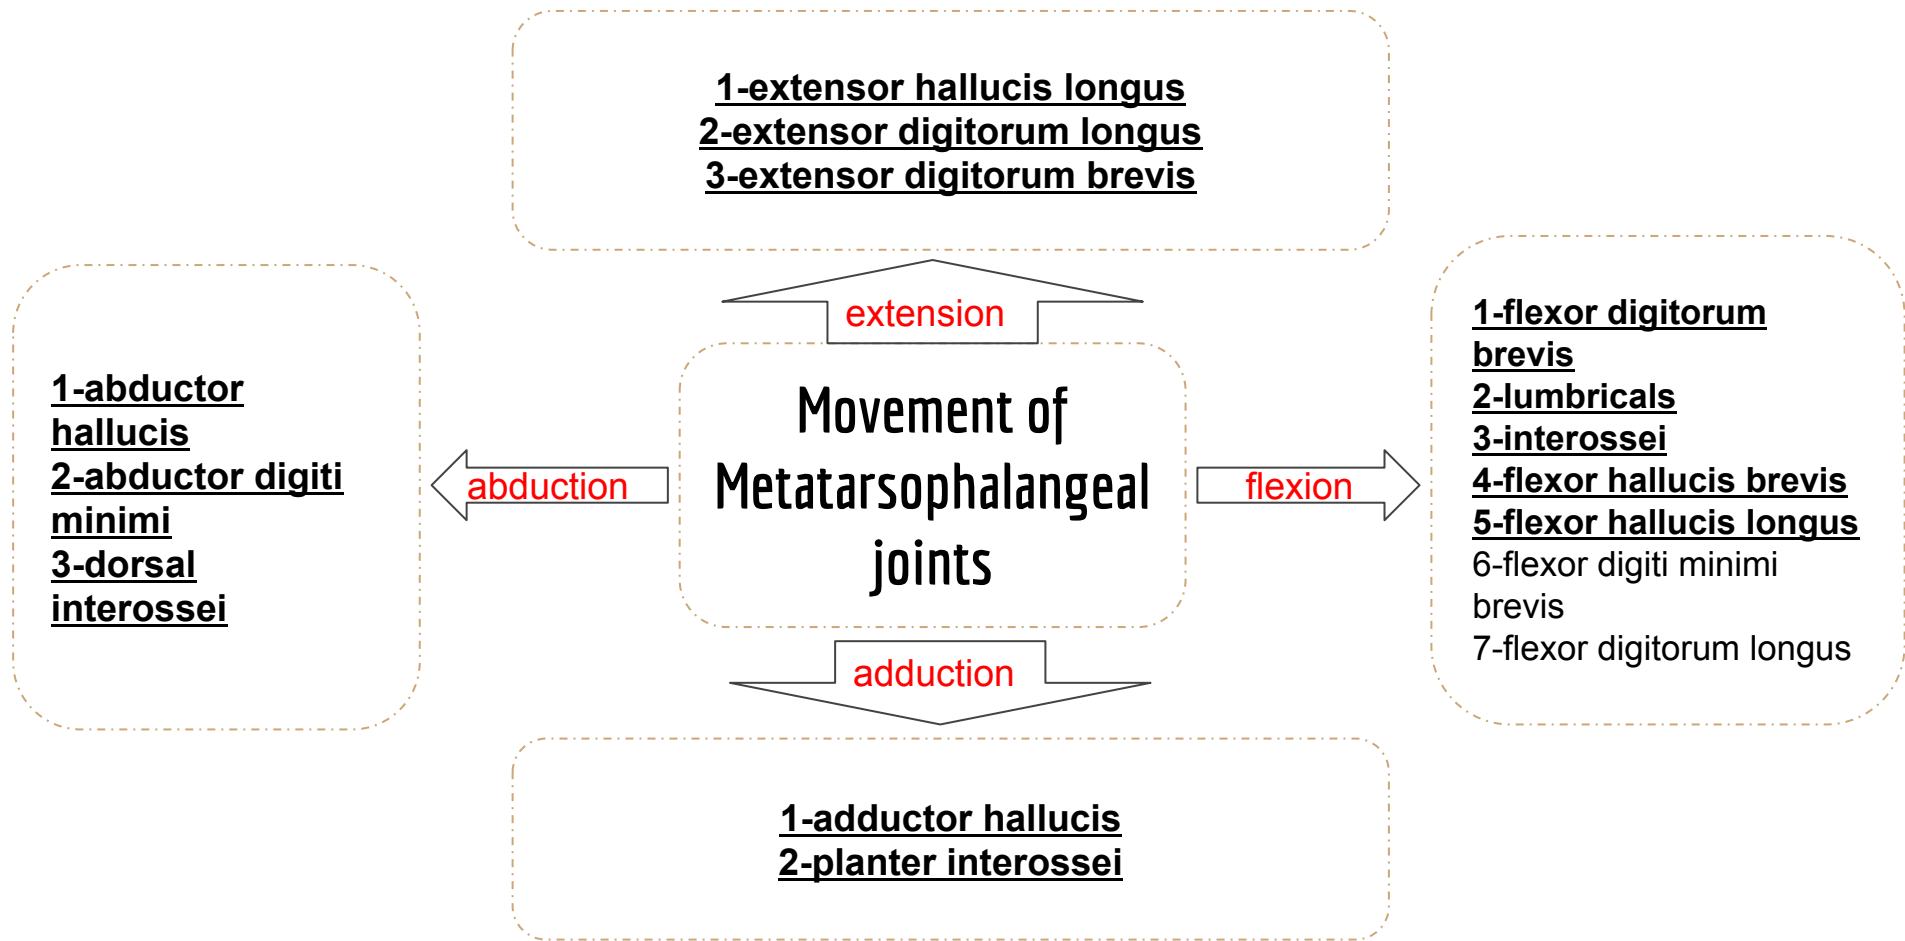 1-extensor hallucis longus
2-extensor digitorum longus
3-extensor digitorum brevis
extension
1-abductor
hallucis
2-abductor digiti
minimi
3-dorsal
interossei
abduction
Movement of
Metatarsophalangeal
joints
flexion
1-flexor digitorum
brevis
2-lumbricals
3-interossei
4-flexor hallucis brevis
5-flexor hallucis longus
6-flexor digiti minimi
brevis
7-flexor digitorum longus
adduction
1-adductor hallucis
2-planter interossei